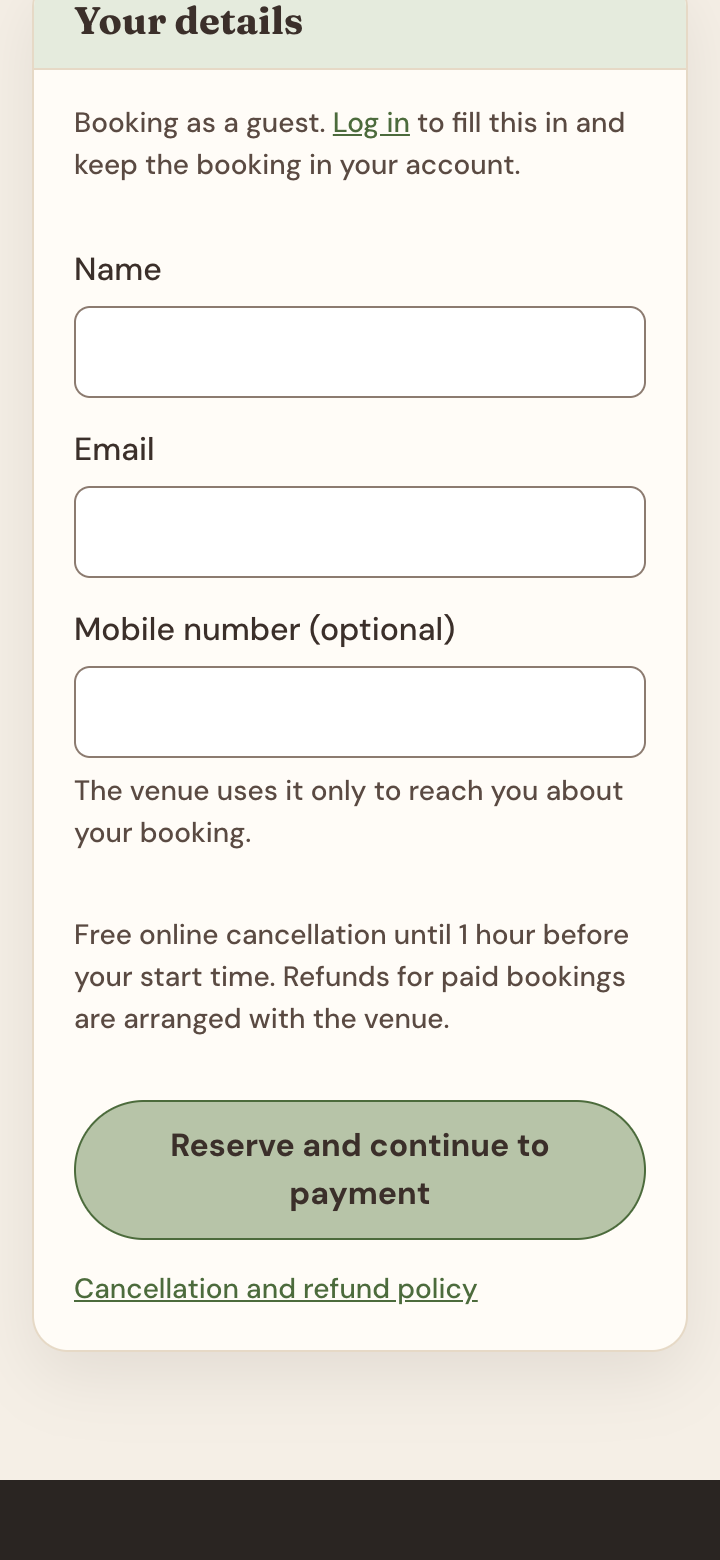 Your details
Booking as a guest. Log in to fill this in and
keep the booking in your account.
Name
Email
Mobile number (optional)
The venue uses it only to reach you about
your booking.
Free online cancellation until 1 hour before
your start time. Refunds for paid bookings
are arranged with the venue.
Reserve and continue to
payment
Cancellation and refund policy